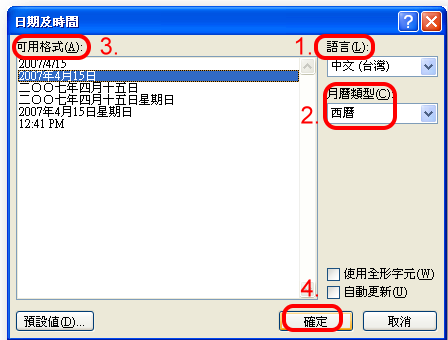 日期及時間
可用格式(A): 3.
2007/4/15
2007年4月15日
二〇〇七年四月十五日
二〇〇七年四月十五日星期日
2007年4月15日星期日
12:41 PM
1. 語言(L):
中文 (台灣)
月曆類型(C)
2. 西曆
使用全形字元(W)
自動更新(U)
4.
預設值(D)...
確定
取消